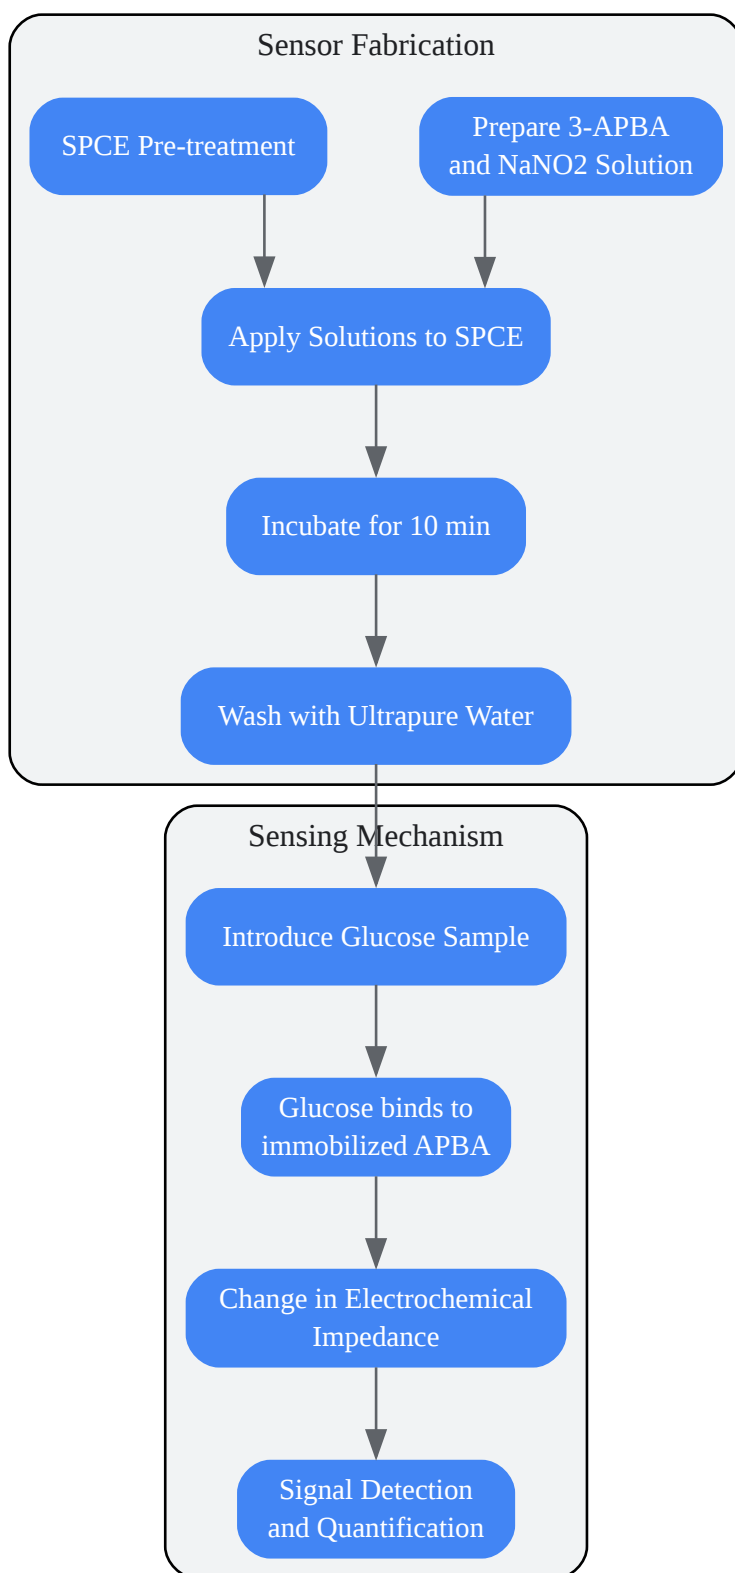 Sensor Fabrication
SPCE Pre-treatment
Prepare 3-APBA
and NaNO2 Solution
Apply Solutions to SPCE
Incubate for 10 min
Wash with Ultrapure Water
Sensing Mechanism
Introduce Glucose Sample
Glucose binds to
immobilized APBA
Change in Electrochemical
Impedance
Signal Detection
and Quantification